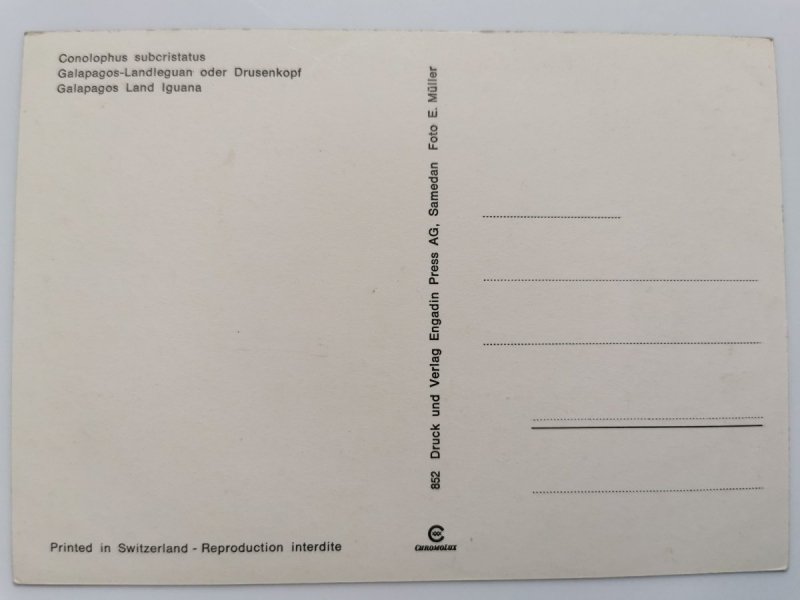 Conolophus subcristatus
Galapagos-Landleguan oder Drusenkopf
Galapagos Land Iguana
852 Druck und Verlag Engadin Press AG, Samedan Foto E. Müller
Printed in Switzerland - Reproduction interdite
CHROMOLUX